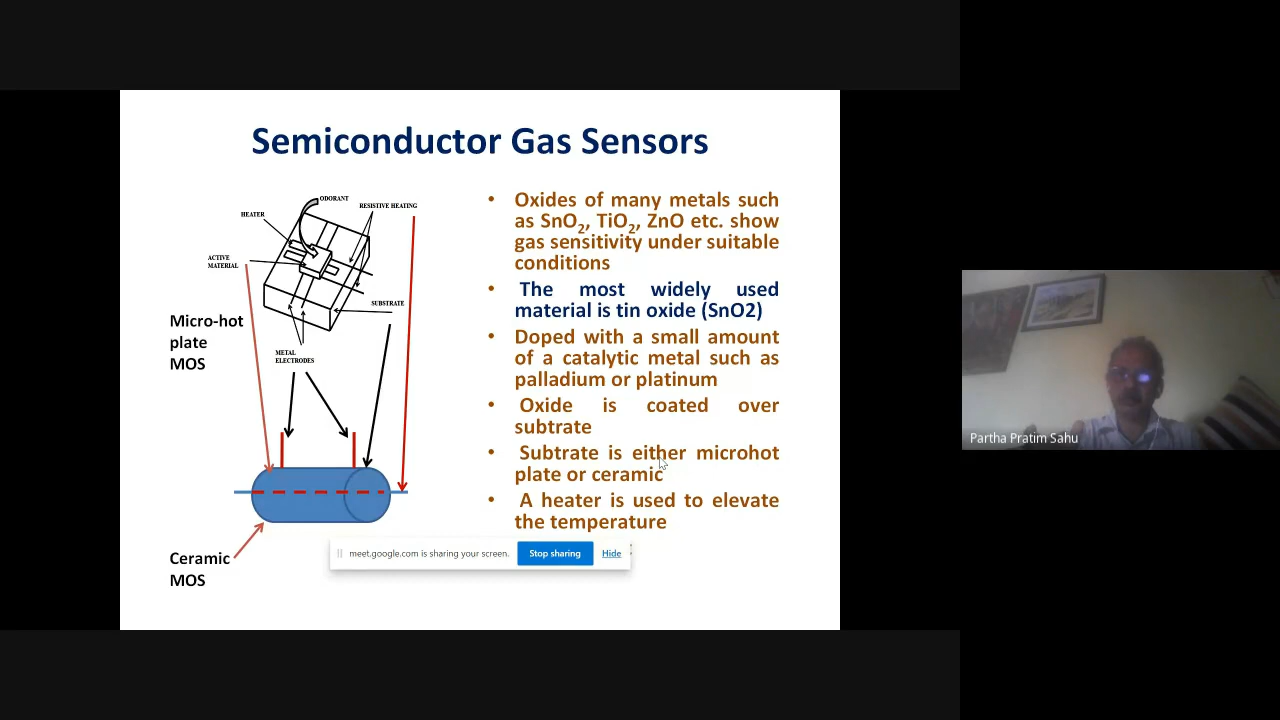 Semiconductor Gas Sensors
ODORANT
RESISTIVE HEATING
HEATER
ACTIVE
MATERIAL
SUBSTRATE
Micro-hot
plate
MOS
METAL
ELECTRODES
Ceramic
MOS
• Oxides of many metals such
as SnO2, TiO2, ZnO etc. show
gas sensitivity under suitable
conditions
• The most widely used
material is tin oxide (SnO2)
• Doped with a small amount
of a catalytic metal such as
palladium or platinum
• Oxide is coated over
subtrate
• Subtrate is either microhot
plate or ceramic
• A heater is used to elevate
the temperature
meet.google.com is sharing your screen. Stop sharing Hide
Partha Pratim Sahu